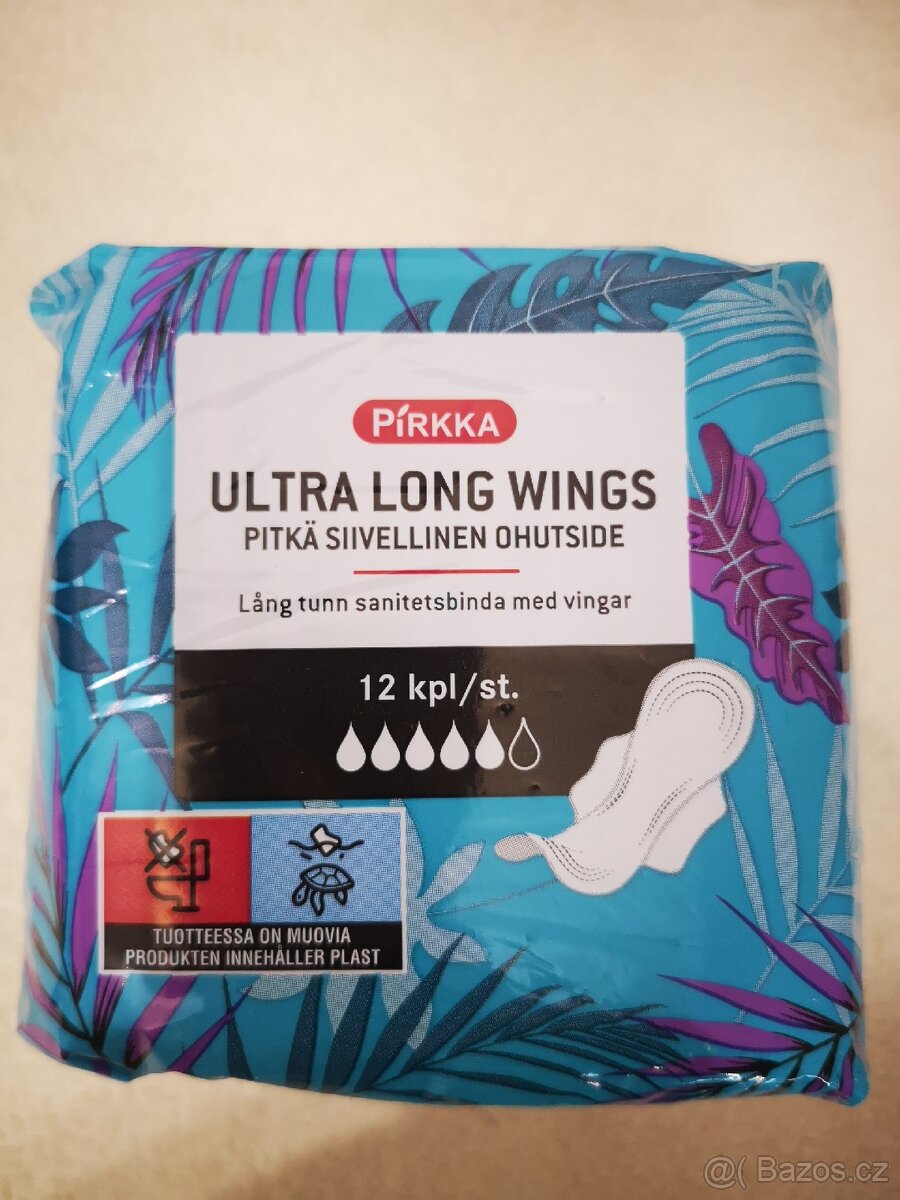 PIRKKA
ULTRA LONG WINGS
PITKÄ SIIVELLINEN OHUTSIDE
Lång tunn sanitetsbinda med vingar
12 kpl/st.
TUOTTEESSA ON MUOVIA
PRODUKTEN INNEHÅLLER PLAST
@( Bazos.cz